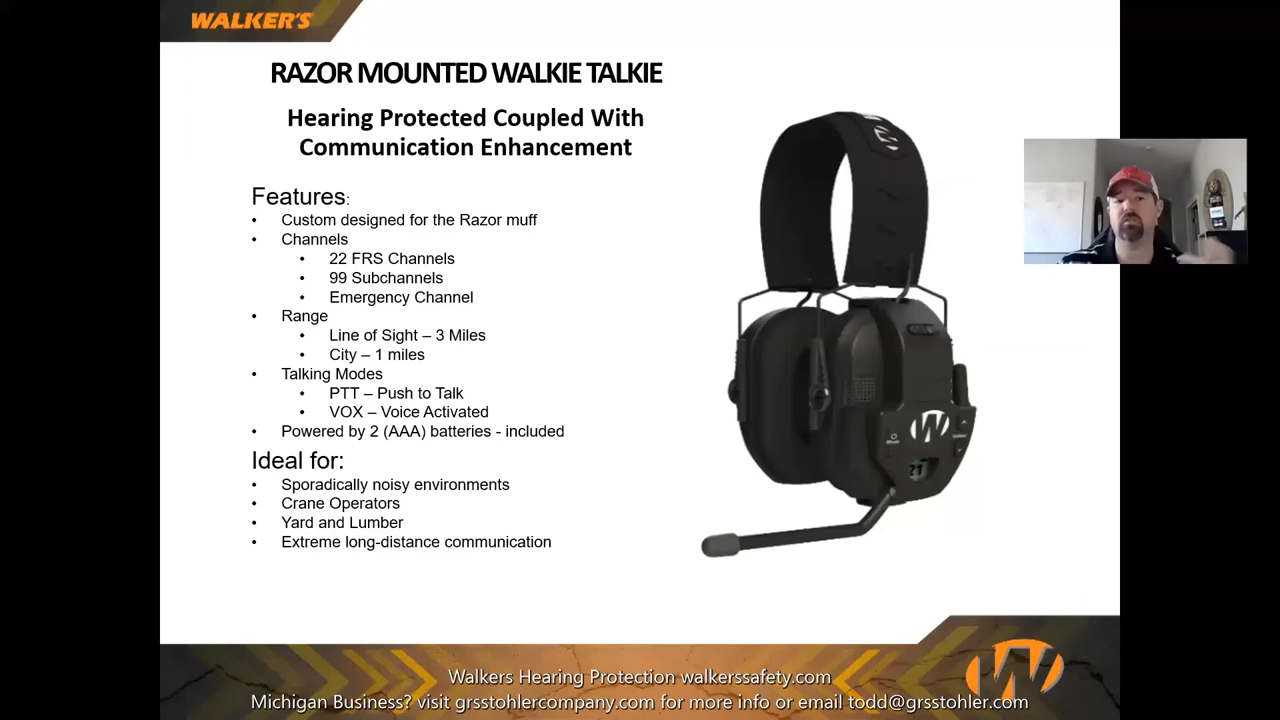 WALKER'S
RAZOR MOUNTED WALKIE TALKIE
Hearing Protected Coupled With
Communication Enhancement
Features:
• Custom designed for the Razor muff
• Channels
• 22 FRS Channels
• 99 Subchannels
• Emergency Channel
• Range
• Line of Sight – 3 Miles
• City – 1 miles
• Talking Modes
• PTT – Push to Talk
• VOX – Voice Activated
• Powered by 2 (AAA) batteries - included
Ideal for:
• Sporadically noisy environments
• Crane Operators
• Yard and Lumber
• Extreme long-distance communication
W
W
21
W
Walkers Hearing Protection walkerssafety.com
Michigan Business? visit grsstohlercompany.com for more info or email todd@grsstohler.com